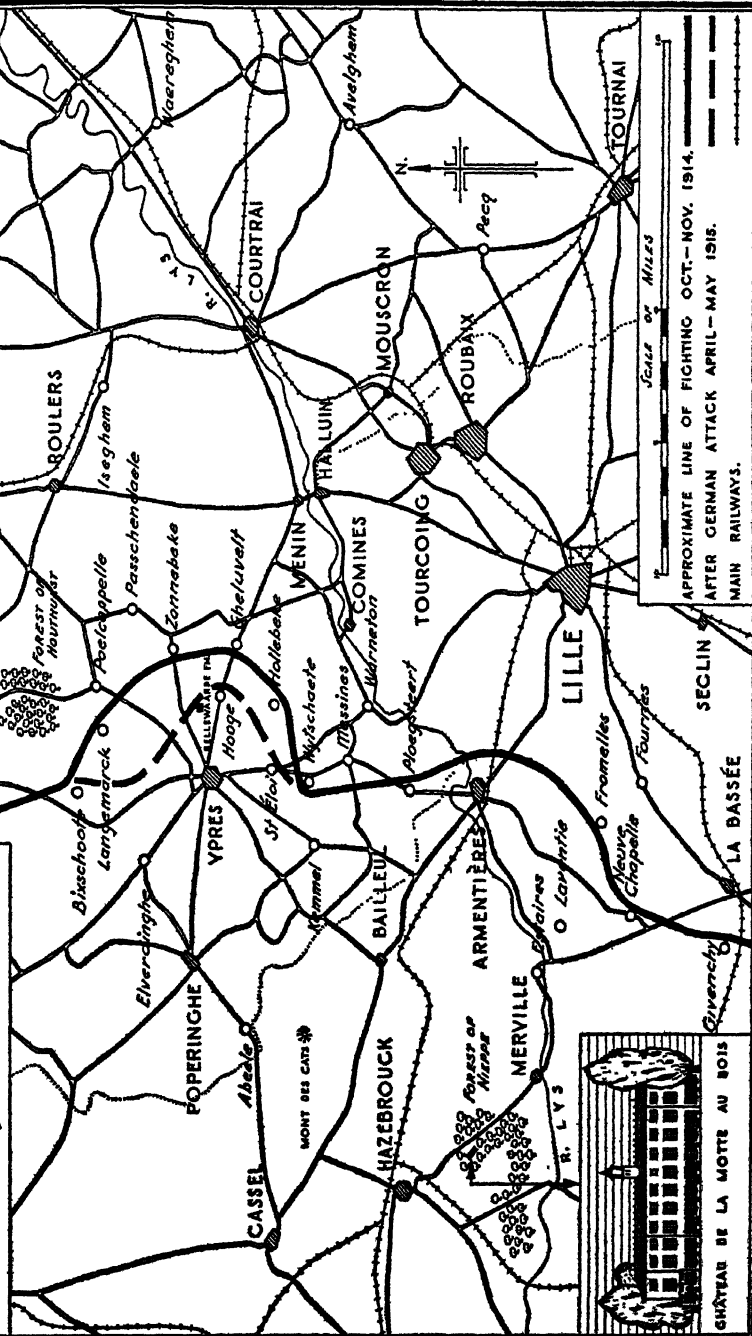 FOREST OF HOUTHULST
ROULERS
Iseghem
Waereghem
R. LYS
Bixschoote
Langemarck
Poelcappelle
Passchendaele
Zonnebeke
COURTRAI
Avelghem
Elverdinghe
YPRES
BELLEWAARDE
Hooge
Gheluvelt
Hollebeke
MENIN
HALLUIN
MOUSCRON
N.
POPERINGHE
Abeele
St Eloi
Wytschaete
Messines
Warneton
COMINES
TOURCOING
ROUBAIX
Pecq
CASSEL
MONT DES CATS
Kemmel
BAILLEUL
Ploegsteert
HAZEBROUCK
FOREST OF NIEPPE
MERVILLE
Estaires
ARMENTIÈRES
LILLE
TOURNAI
R. LYS
Laventie
Fromelles
Fournes
SECLIN
Neuve Chapelle
Givenchy
LA BASSÉE
CHÂTEAU DE LA MOTTE AU BOIS
SCALE OF MILES
APPROXIMATE LINE OF FIGHTING OCT.–NOV. 1914.
AFTER GERMAN ATTACK APRIL–MAY 1915.
MAIN RAILWAYS.